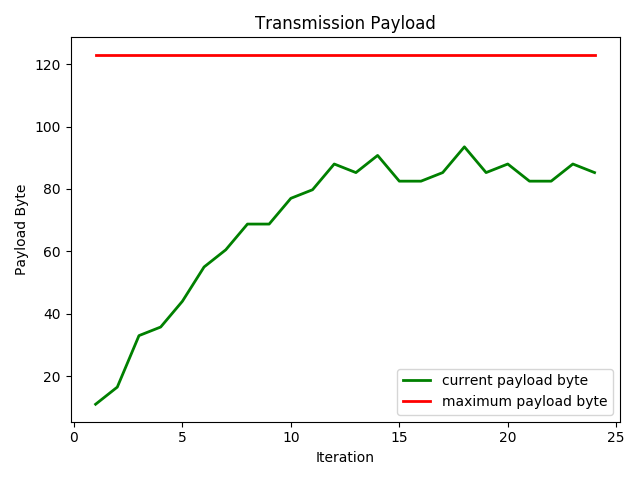 Transmission Payload
120
100
80
60
40
20
Payload Byte
0
5
10
15
20
25
Iteration
current payload byte
maximum payload byte